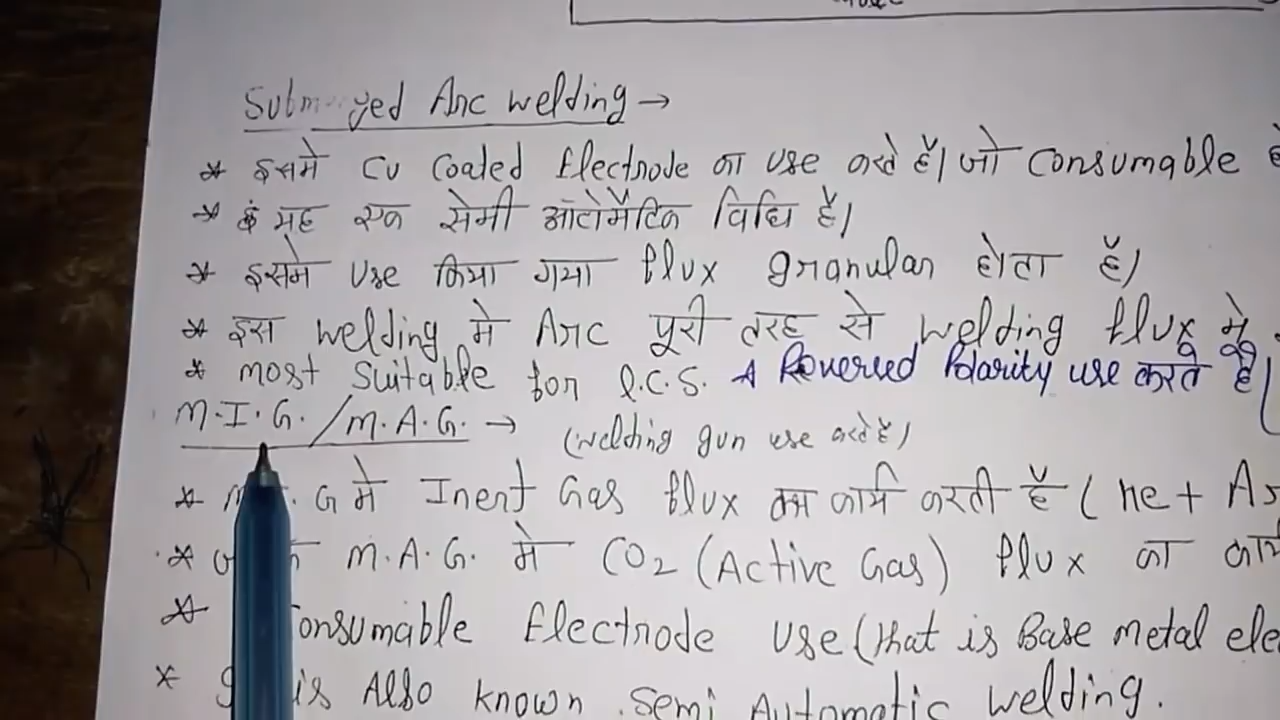 Submerged Arc welding →
* इसमे Cu Coated Electrode का use करते हैं। जो Consumable
→ यह एक सेमी ऑटोमैटिक विधि हैं।
* इसमे use किया गया flux granular होता हैं।
* इस welding मे Arc पूरी तरह से welding flux मे
* most suitable for l.C.S. & Reversed Polarity use करते हैं।
M.I.G. / M.A.G. → (welding gun use करते हैं)
* G मे Inert Gas flux का कार्य करती हैं ( He + Ar
* M.A.G. मे CO2 (Active Gas) flux का
* Consumable Electrode use (that is Base metal
* is Also known Semi Automatic welding.